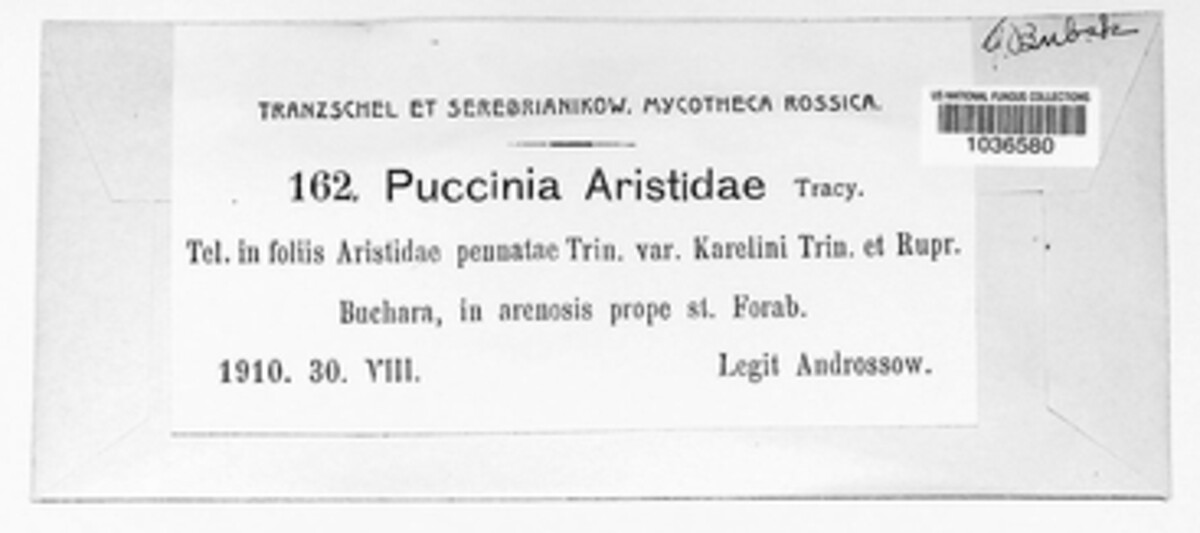 Bubak
TRANZSCHEL ET SEREBRIANIKOW. MYCOTHECA ROSSICA.
US NATIONAL FUNGUS COLLECTIONS
1036580
162. Puccinia Aristidae Tracy.
Tel. in foliis Aristidae pennatae Trin. var. Karelini Trin. et Rupr.
Buchara, in arenosis prope st. Forab.
1910. 30. VIII. Legit Androssow.